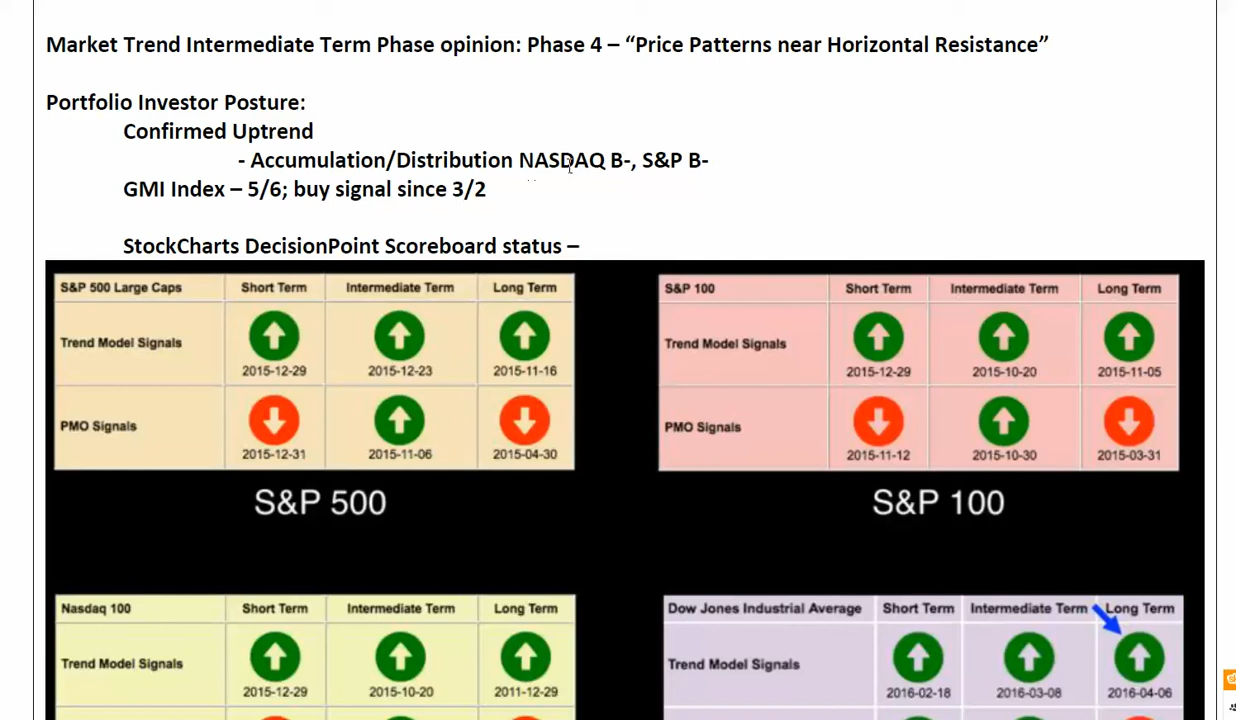 Market Trend Intermediate Term Phase opinion: Phase 4 – “Price Patterns near Horizontal Resistance”
Portfolio Investor Posture:
Confirmed Uptrend
- Accumulation/Distribution NASDAQ B-, S&P B-
GMI Index – 5/6; buy signal since 3/2
StockCharts DecisionPoint Scoreboard status –
S&P 500 Large Caps Short Term Intermediate Term Long Term
Trend Model Signals
2015-12-29 2015-12-23 2015-11-16
PMO Signals
2015-12-31 2015-11-06 2015-04-30
S&P 500
S&P 100 Short Term Intermediate Term Long Term
Trend Model Signals
2015-12-29 2015-10-20 2015-11-05
PMO Signals
2015-11-12 2015-10-30 2015-03-31
S&P 100
Nasdaq 100 Short Term Intermediate Term Long Term
Trend Model Signals
2015-12-29 2015-10-20 2011-12-29
Dow Jones Industrial Average Short Term Intermediate Term Long Term
Trend Model Signals
2016-02-18 2016-03-08 2016-04-06